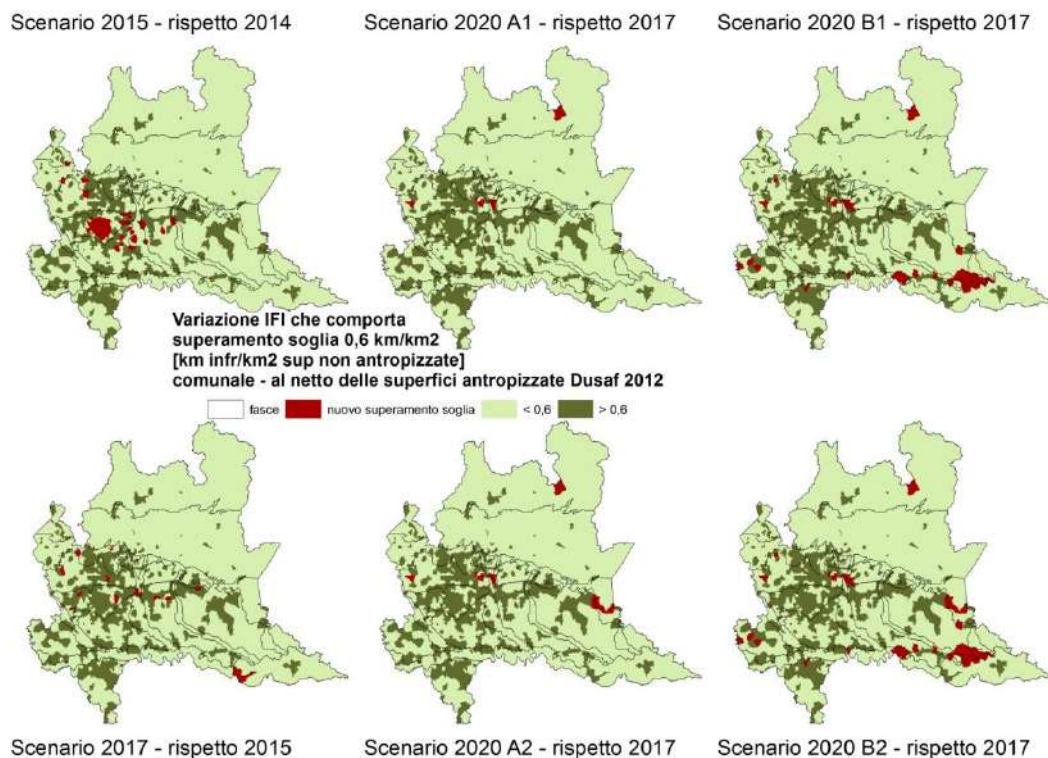 Scenario 2015 - rispetto 2014
Scenario 2020 A1 - rispetto 2017
Scenario 2020 B1 - rispetto 2017
Variazione IFI che comporta
superamento soglia 0,6 km/km2
[km infr/km2 sup non antropizzate]
comunale - al netto delle superfici antropizzate Dusaf 2012
fasce nuovo superamento soglia < 0,6 > 0,6
Scenario 2017 - rispetto 2015
Scenario 2020 A2 - rispetto 2017
Scenario 2020 B2 - rispetto 2017